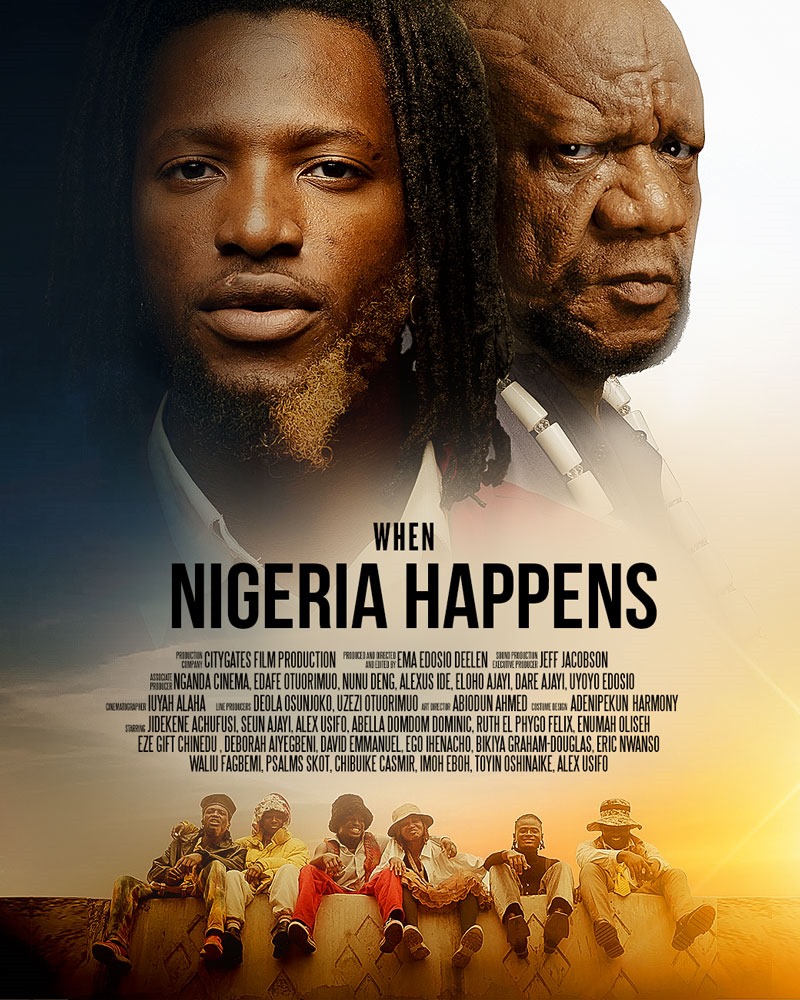 WHEN
NIGERIA HAPPENS
PRODUCTION COMPANY CITYGATES FILM PRODUCTION PRODUCED AND DIRECTED AND EDITED BY EMA EDOSIO DEELEN SOUND PRODUCTION EXECUTIVE PRODUCER JEFF JACOBSON
ASSOCIATE PRODUCER NGANDA CINEMA, EDAFE OTUORIMUO, NUNU DENG, ALEXUS IDE, ELOHO AJAYI, DARE AJAYI, UYOYO EDOSIO
CINEMATOGRAPHER IUYAH ALAHA LINE PRODUCERS DEOLA OSUNJOKO, UZEZI OTUORIMUO ART DIRECTOR ABIODUN AHMED COSTUME DESIGN ADENIPEKUN HARMONY
STARRING JIDEKENE ACHUFUSI, SEUN AJAYI, ALEX USIFO, ABELLA DOMDOM DOMINIC, RUTH EL PHYGO FELIX, ENUMAH OLISEH
EZE GIFT CHINEDU , DEBORAH AIYEGBENI, DAVID EMMANUEL, EGO IHENACHO, BIKIYA GRAHAM-DOUGLAS, ERIC NWANSO
WALIU FAGBEMI, PSALMS SKOT, CHIBUIKE CASMIR, IMOH EBOH, TOYIN OSHINAIKE, ALEX USIFO